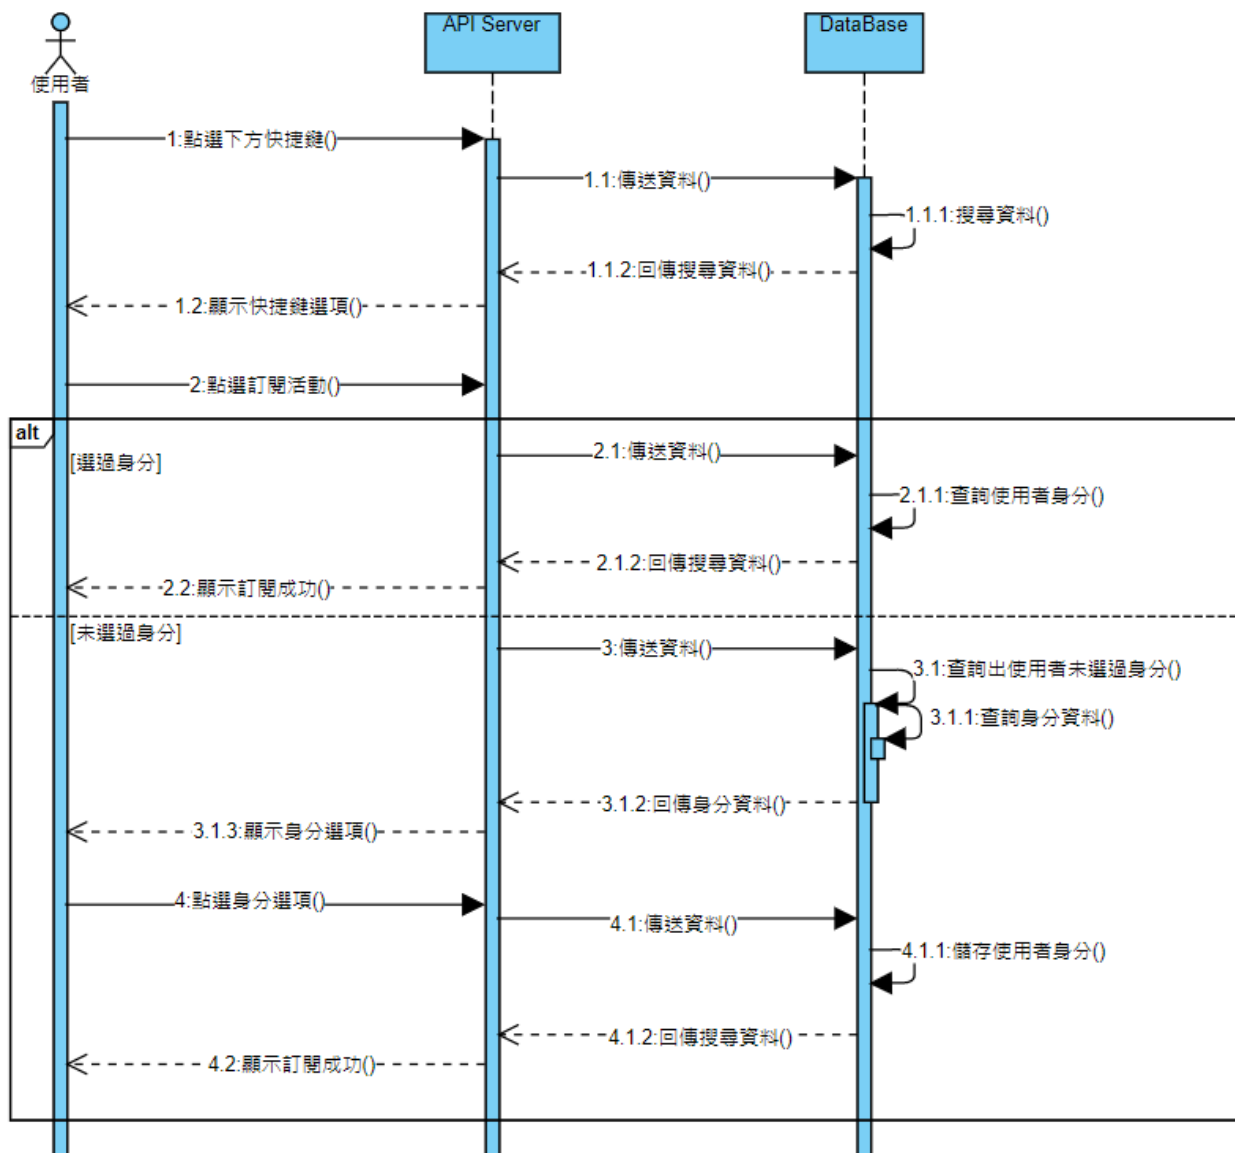 使用者
API Server
DataBase
1:點選下方快捷鍵()
1.1:傳送資料()
1.1.1:搜尋資料()
1.1.2:回傳搜尋資料()
1.2:顯示快捷鍵選項()
2:點選訂閱活動()
alt
[選過身分]
2.1:傳送資料()
2.1.1:查詢使用者身分()
2.1.2:回傳搜尋資料()
2.2:顯示訂閱成功()
[未選過身分]
3:傳送資料()
3.1:查詢出使用者未選過身分()
3.1.1:查詢身分資料()
3.1.2:回傳身分資料()
3.1.3:顯示身分選項()
4:點選身分選項()
4.1:傳送資料()
4.1.1:儲存使用者身分()
4.1.2:回傳搜尋資料()
4.2:顯示訂閱成功()